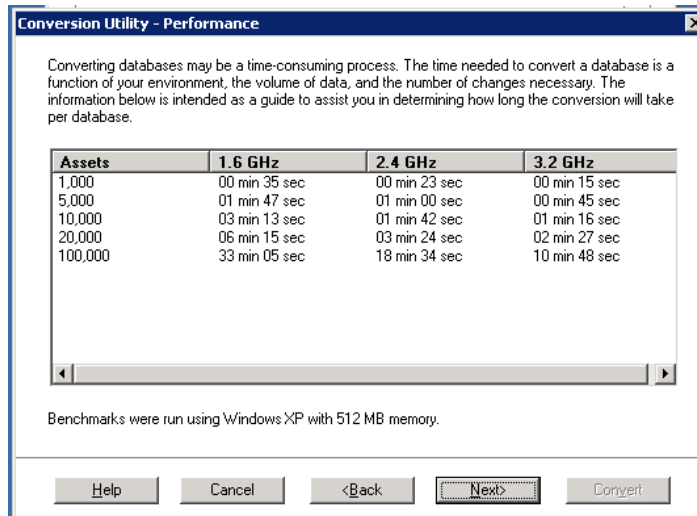 Conversion Utility - Performance
Converting databases may be a time-consuming process. The time needed to convert a database is a
function of your environment, the volume of data, and the number of changes necessary. The
information below is intended as a guide to assist you in determining how long the conversion will take
per database.
Assets 1.6 GHz 2.4 GHz 3.2 GHz
1,000 00 min 35 sec 00 min 23 sec 00 min 15 sec
5,000 01 min 47 sec 01 min 00 sec 00 min 45 sec
10,000 03 min 13 sec 01 min 42 sec 01 min 16 sec
20,000 06 min 15 sec 03 min 24 sec 02 min 27 sec
100,000 33 min 05 sec 18 min 34 sec 10 min 48 sec
Benchmarks were run using Windows XP with 512 MB memory.
Help Cancel <Back Next> Convert